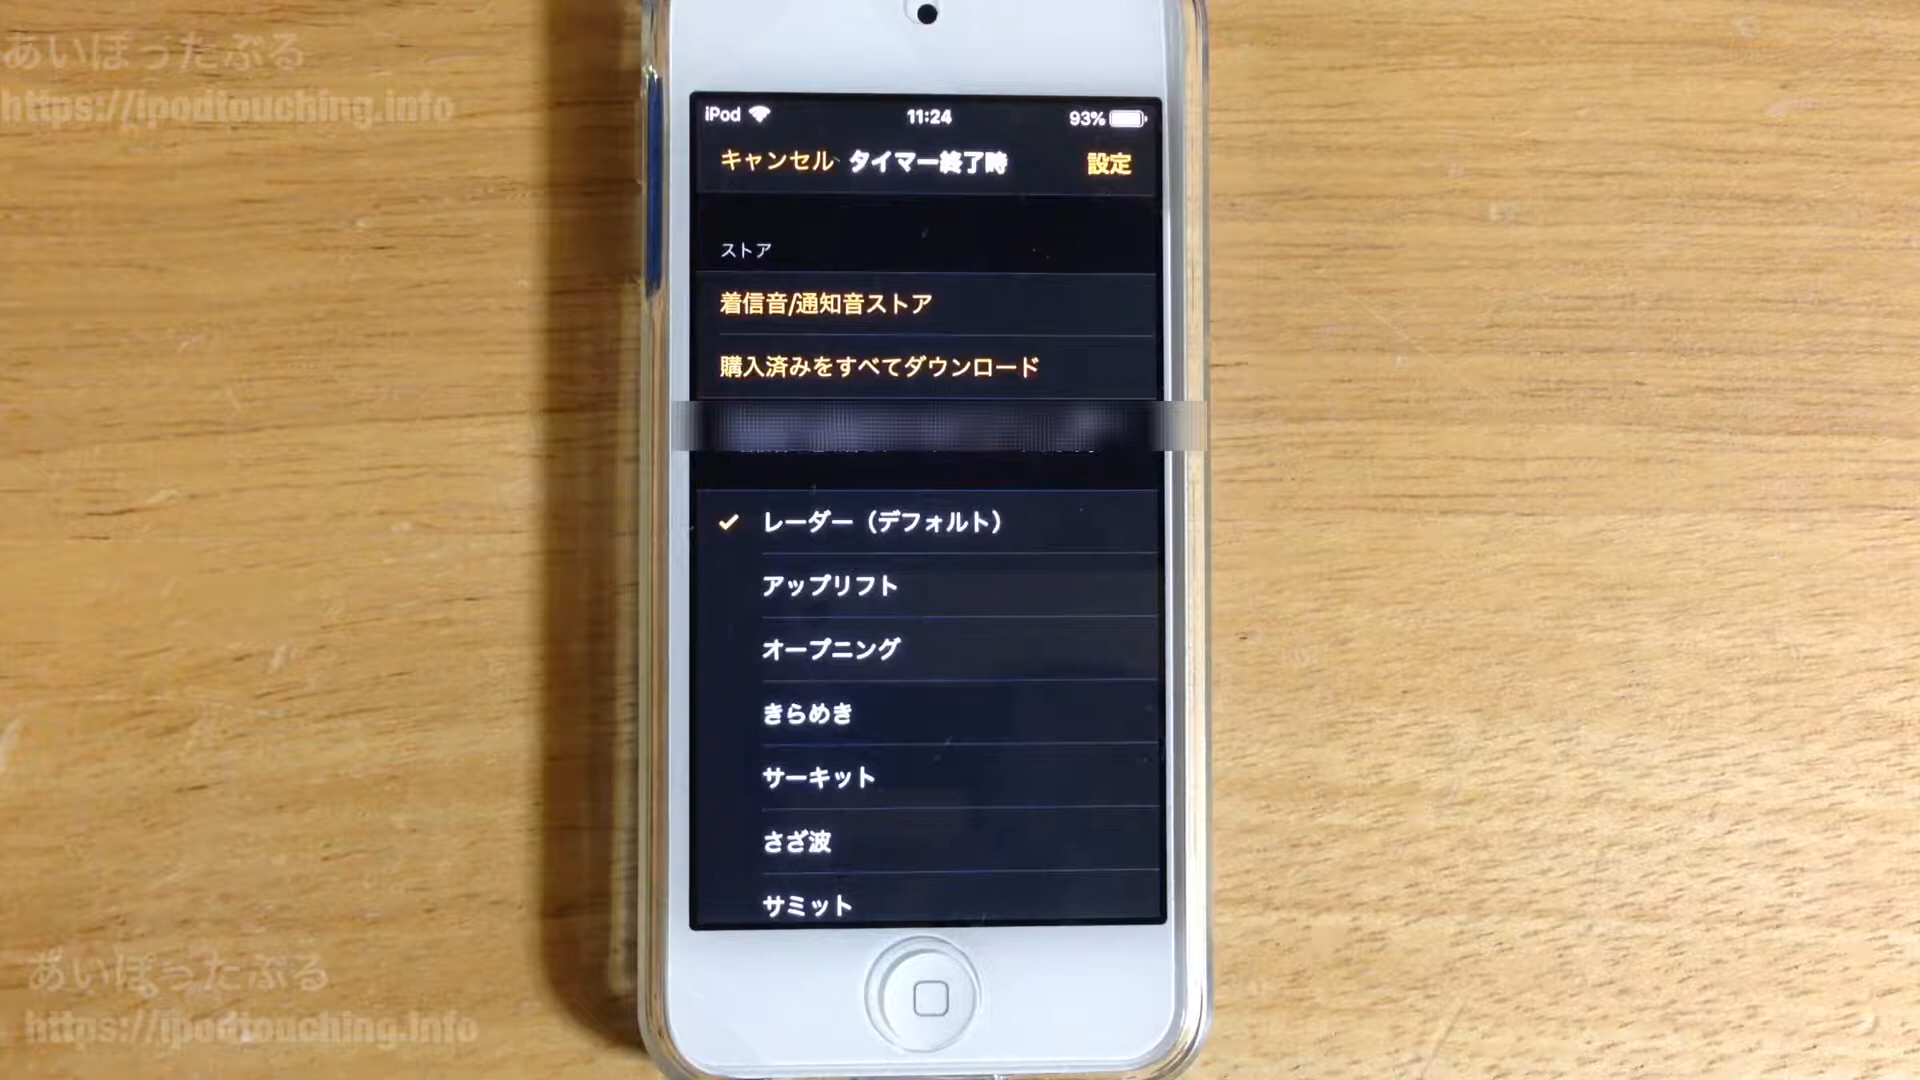 あいぽったぶる
https://ipodtouching.info
iPod 11:24 93%
キャンセル タイマー終了時 設定
ストア
着信音/通知音ストア
購入済みをすべてダウンロード
レーダー（デフォルト）
アップリフト
オープニング
きらめき
サーキット
さざ波
サミット
あいぽったぶる
https://ipodtouching.info